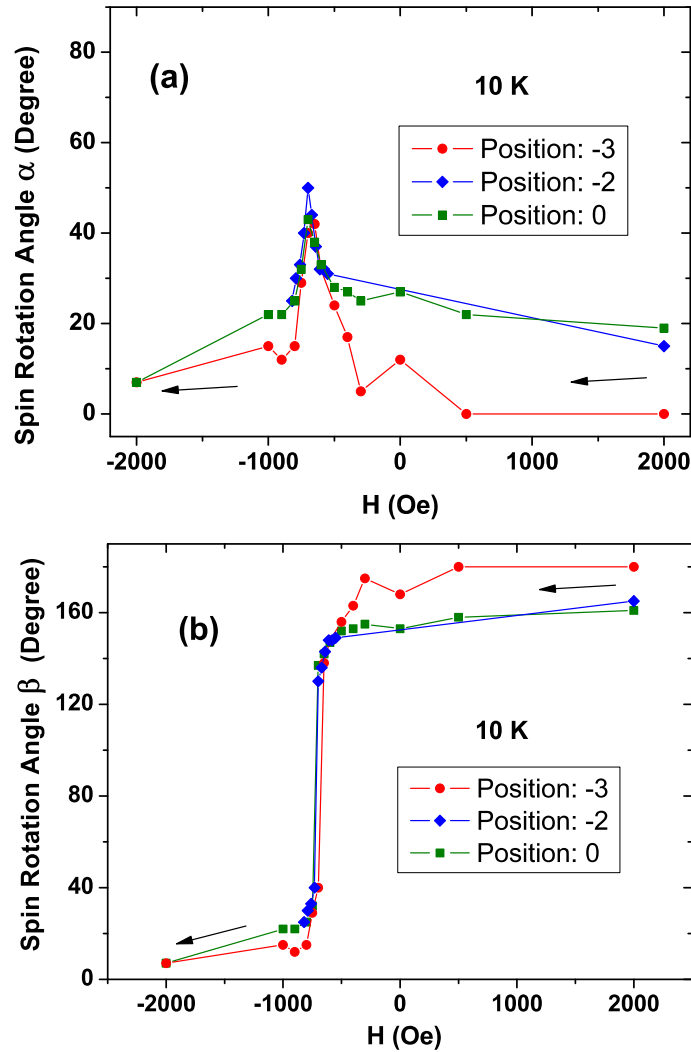 80
60
40
20
0
Spin Rotation Angle α (Degree)
(a)
10 K
Position: -3
Position: -2
Position: 0
-2000 -1000 0 1000 2000
H (Oe)
160
120
80
40
0
Spin Rotation Angle β (Degree)
(b)
10 K
Position: -3
Position: -2
Position: 0
-2000 -1000 0 1000 2000
H (Oe)